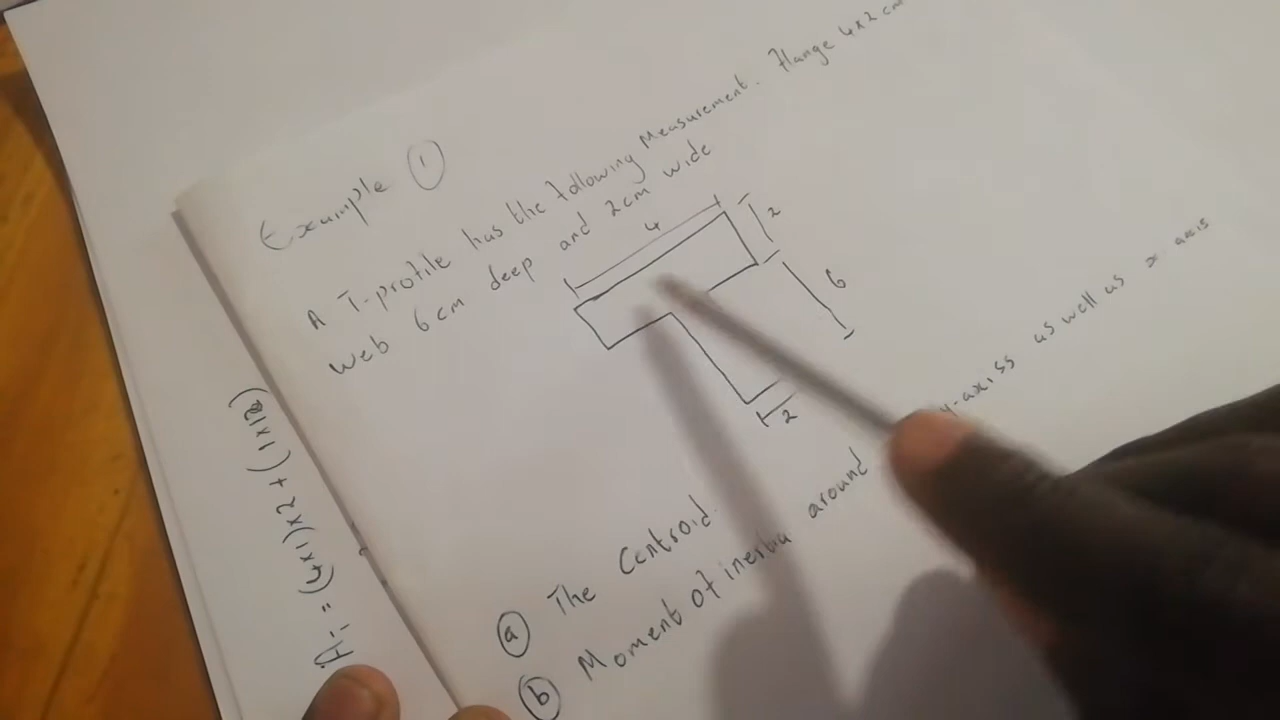 Example 1
A T-profile has the following Measurement. Flange 4x2 cm
Web 6cm deep and 2cm wide
4
2
6
2
a The Centroid.
b Moment of inertia around y-axiss as well as x-axis
= (4x1)x2 + (1x12)